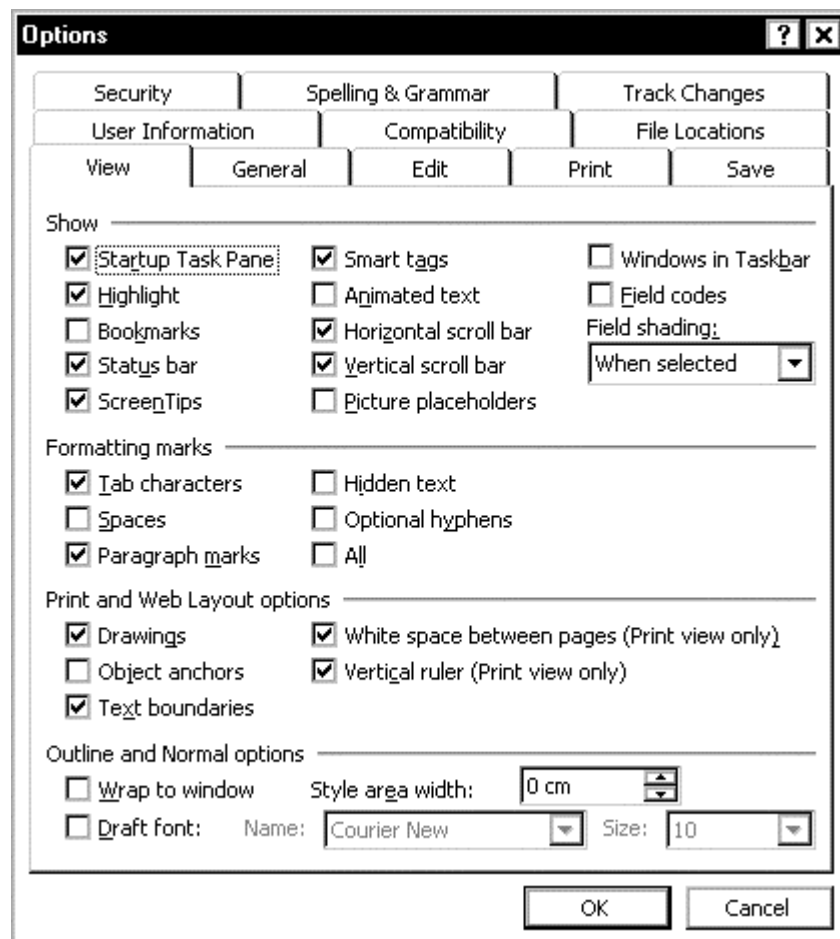 Options
Security Spelling & Grammar Track Changes
User Information Compatibility File Locations
View General Edit Print Save
Show
Startup Task Pane Smart tags Windows in Taskbar
Highlight Animated text Field codes
Bookmarks Horizontal scroll bar Field shading:
Status bar Vertical scroll bar When selected
ScreenTips Picture placeholders
Formatting marks
Tab characters Hidden text
Spaces Optional hyphens
Paragraph marks All
Print and Web Layout options
Drawings White space between pages (Print view only)
Object anchors Vertical ruler (Print view only)
Text boundaries
Outline and Normal options
Wrap to window Style area width: 0 cm
Draft font: Name: Courier New Size: 10
OK Cancel